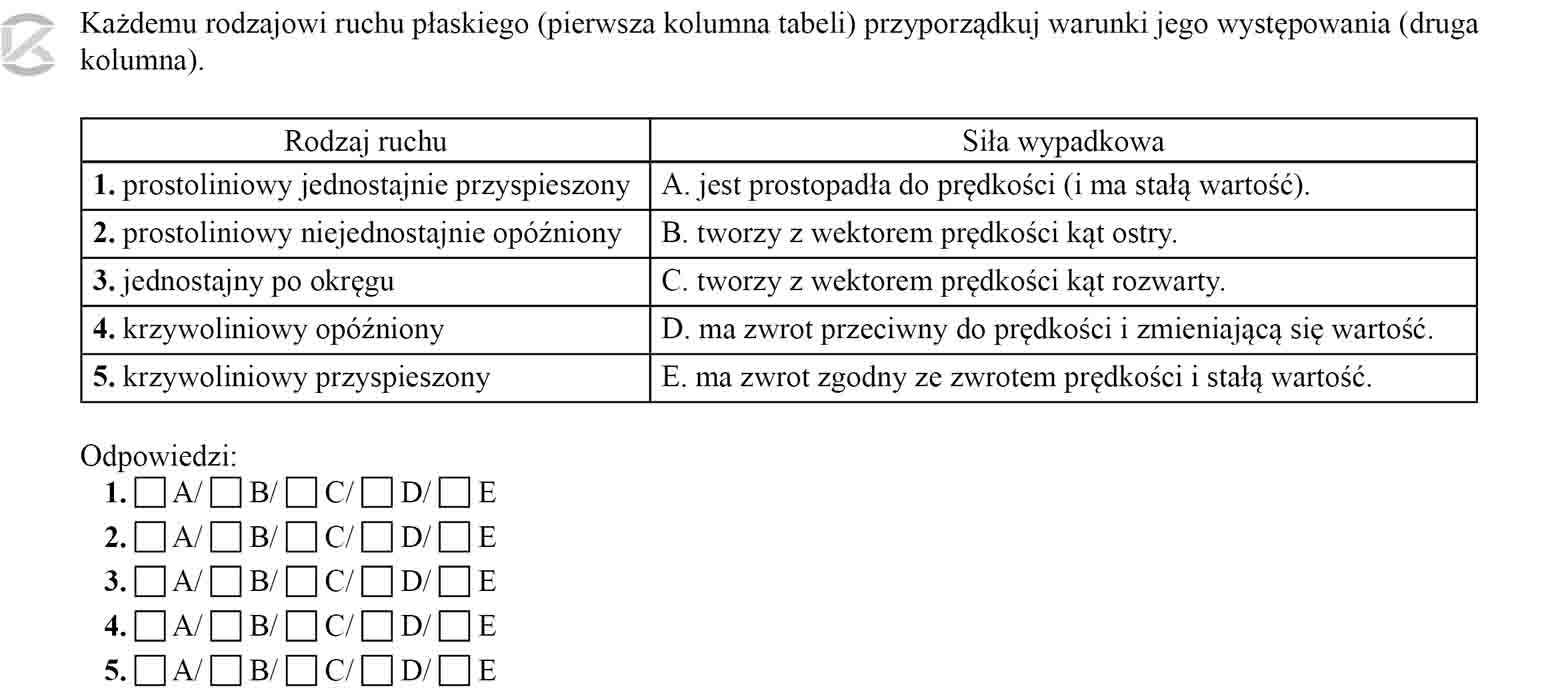 Każdemu rodzajowi ruchu płaskiego (pierwsza kolumna tabeli) przyporządkuj warunki jego występowania (druga
kolumna).
Rodzaj ruchu Siła wypadkowa
1. prostoliniowy jednostajnie przyspieszony A. jest prostopadła do prędkości (i ma stałą wartość).
2. prostoliniowy niejednostajnie opóźniony B. tworzy z wektorem prędkości kąt ostry.
3. jednostajny po okręgu C. tworzy z wektorem prędkości kąt rozwarty.
4. krzywoliniowy opóźniony D. ma zwrot przeciwny do prędkości i zmieniającą się wartość.
5. krzywoliniowy przyspieszony E. ma zwrot zgodny ze zwrotem prędkości i stałą wartość.
Odpowiedzi:
1. □ A/ □ B/ □ C/ □ D/ □ E
2. □ A/ □ B/ □ C/ □ D/ □ E
3. □ A/ □ B/ □ C/ □ D/ □ E
4. □ A/ □ B/ □ C/ □ D/ □ E
5. □ A/ □ B/ □ C/ □ D/ □ E